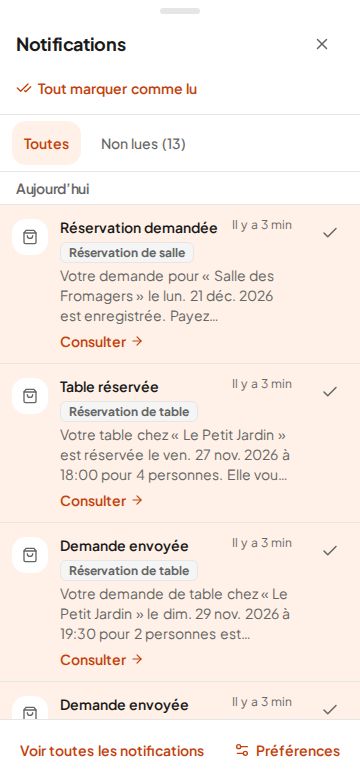 Notifications
Tout marquer comme lu
Toutes
Non lues (13)
Aujourd'hui
Réservation demandée Il y a 3 min
Réservation de salle
Votre demande pour « Salle des
Fromagers » le lun. 21 déc. 2026
est enregistrée. Payez…
Consulter →
Table réservée Il y a 3 min
Réservation de table
Votre table chez « Le Petit Jardin »
est réservée le ven. 27 nov. 2026 à
18:00 pour 4 personnes. Elle vou…
Consulter →
Demande envoyée Il y a 3 min
Réservation de table
Votre demande de table chez « Le
Petit Jardin » le dim. 29 nov. 2026 à
19:30 pour 2 personnes est…
Consulter →
Demande envoyée Il y a 3 min
Voir toutes les notifications
Préférences